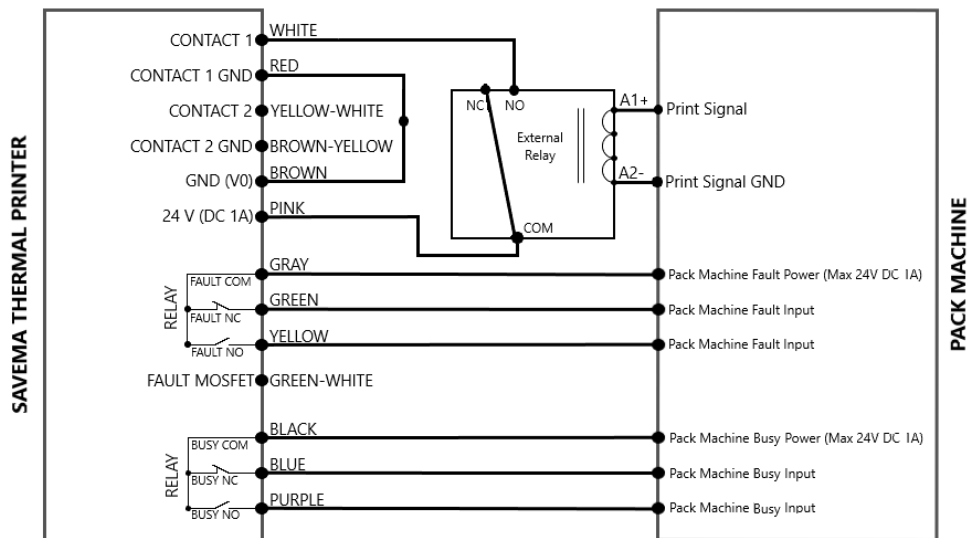 SAVEMA THERMAL PRINTER
CONTACT 1
WHITE
CONTACT 1 GND
RED
CONTACT 2
YELLOW-WHITE
CONTACT 2 GND
BROWN-YELLOW
GND (V0)
BROWN
24 V (DC 1A)
PINK
NC
NO
External
Relay
COM
A1+
Print Signal
A2-
Print Signal GND
RELAY
FAULT COM
GRAY
Pack Machine Fault Power (Max 24V DC 1A)
FAULT NC
GREEN
Pack Machine Fault Input
FAULT NO
YELLOW
Pack Machine Fault Input
FAULT MOSFET
GREEN-WHITE
RELAY
BUSY COM
BLACK
Pack Machine Busy Power (Max 24V DC 1A)
BUSY NC
BLUE
Pack Machine Busy Input
BUSY NO
PURPLE
Pack Machine Busy Input
PACK MACHINE